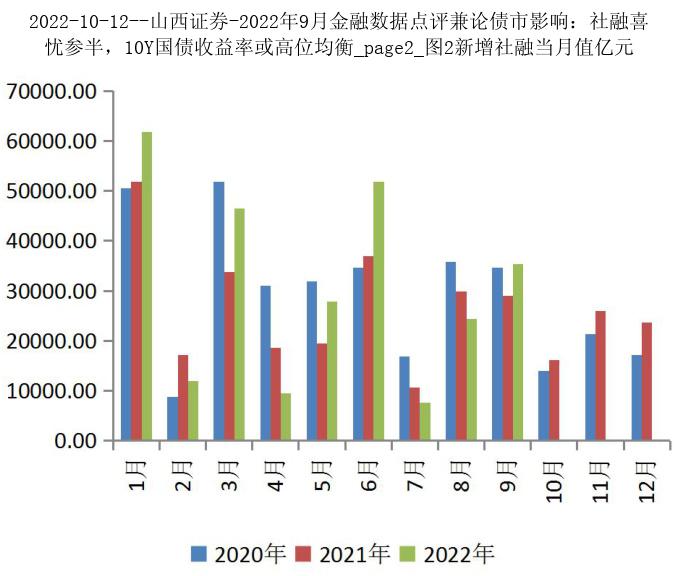 2022-10-12--山西证券-2022年9月金融数据点评兼论债市影响：社融喜
忧参半，10Y国债收益率或高位均衡_page2_图2新增社融当月值亿元
70000.00
60000.00
50000.00
40000.00
30000.00
20000.00
10000.00
0.00
1月
2月
3月
4月
5月
6月
7月
8月
9月
10月
11月
12月
2020年
2021年
2022年